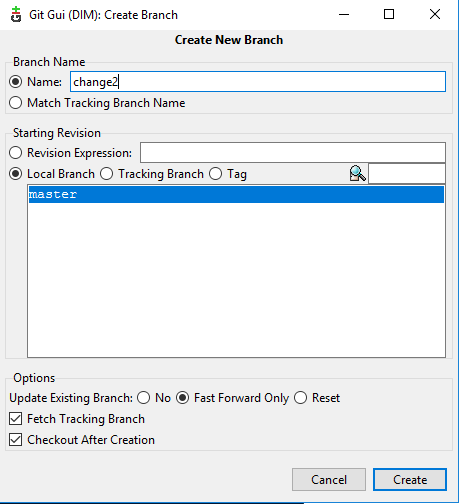 Git Gui (DIM): Create Branch
Create New Branch
Branch Name
Name: change2
Match Tracking Branch Name
Starting Revision
Revision Expression:
Local Branch Tracking Branch Tag
master
Options
Update Existing Branch: No Fast Forward Only Reset
Fetch Tracking Branch
Checkout After Creation
Cancel Create